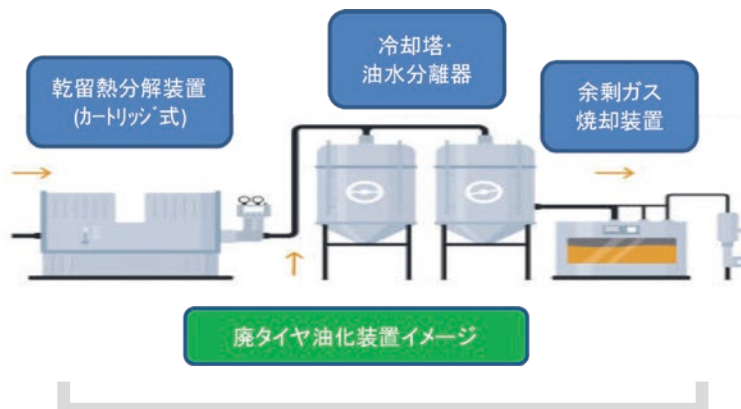 冷却塔・
油水分離器
乾留熱分解装置
(ｶｰﾄﾘｯｼﾞ式)
余剰ガス
焼却装置
廃タイヤ油化装置イメージ